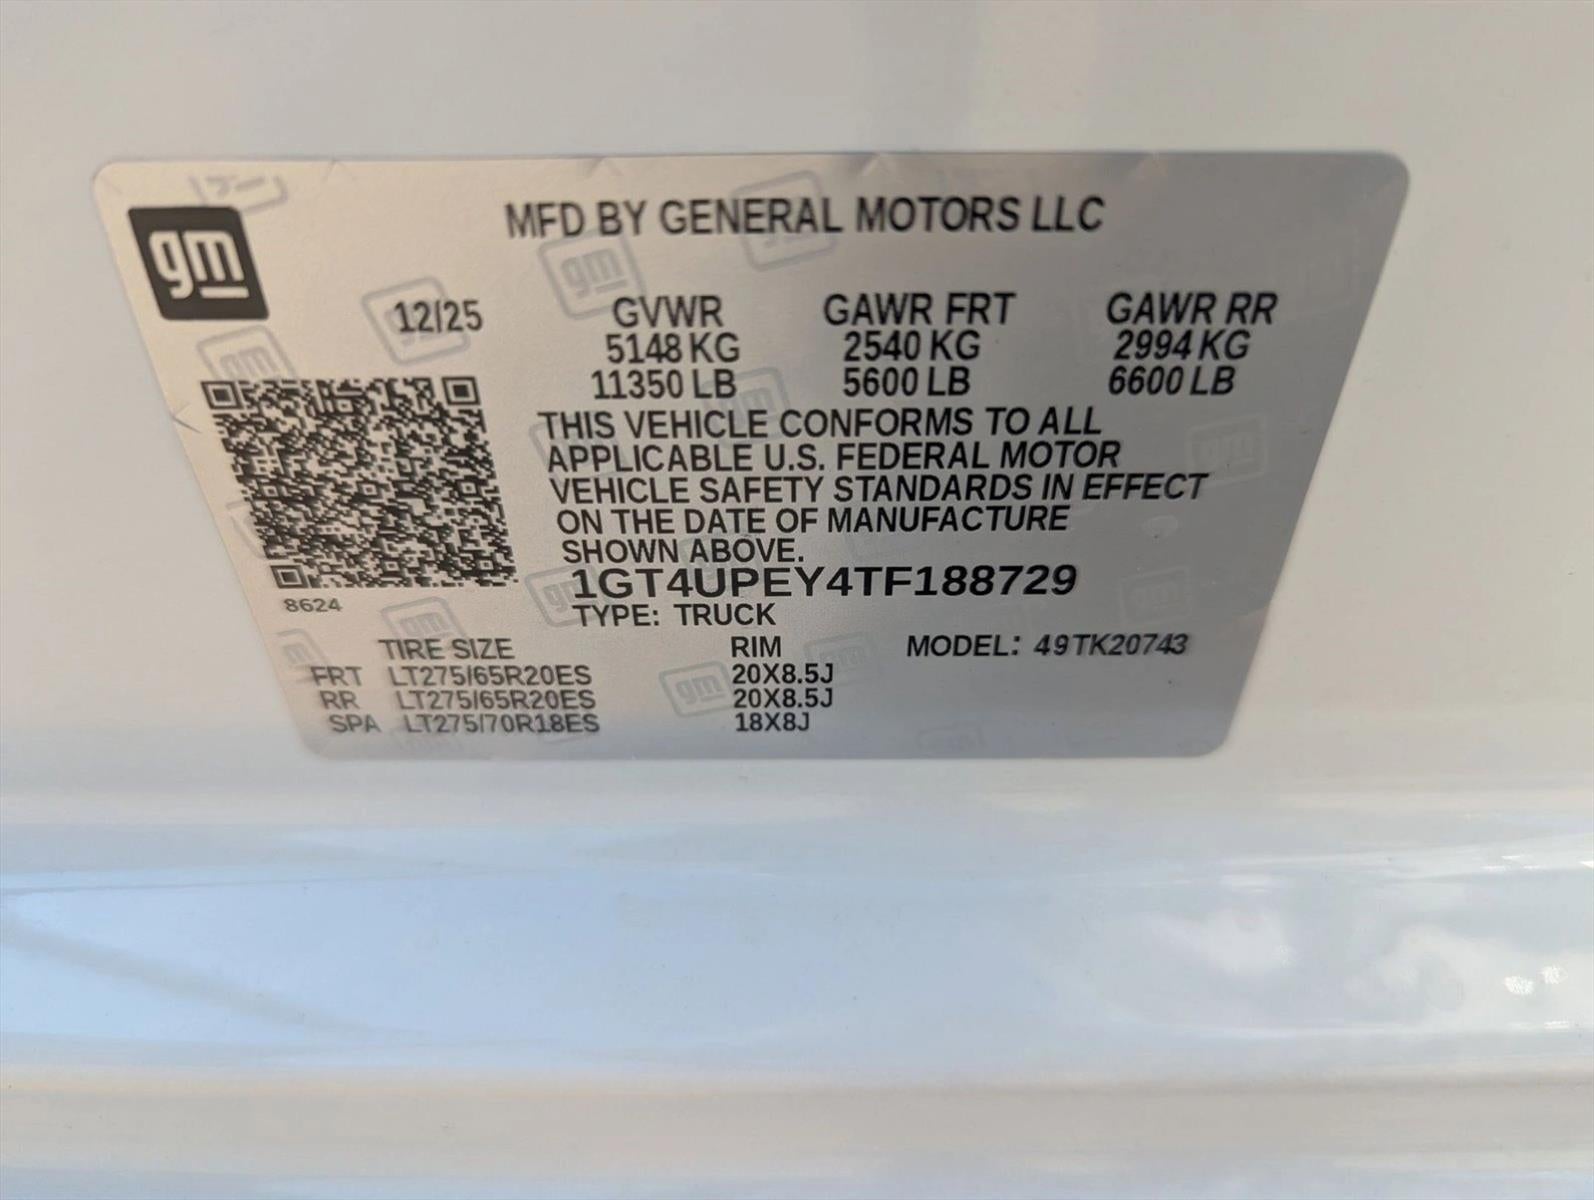 gm
MFD BY GENERAL MOTORS LLC
12/25 GVWR GAWR FRT GAWR RR
5148 KG 2540 KG 2994 KG
11350 LB 5600 LB 6600 LB
THIS VEHICLE CONFORMS TO ALL
APPLICABLE U.S. FEDERAL MOTOR
VEHICLE SAFETY STANDARDS IN EFFECT
ON THE DATE OF MANUFACTURE
SHOWN ABOVE.
1GT4UPEY4TF188729
8624
TYPE: TRUCK
TIRE SIZE RIM MODEL: 49TK20743
FRT LT275/65R20ES 20X8.5J
RR LT275/65R20ES 20X8.5J
SPA LT275/70R18ES 18X8J